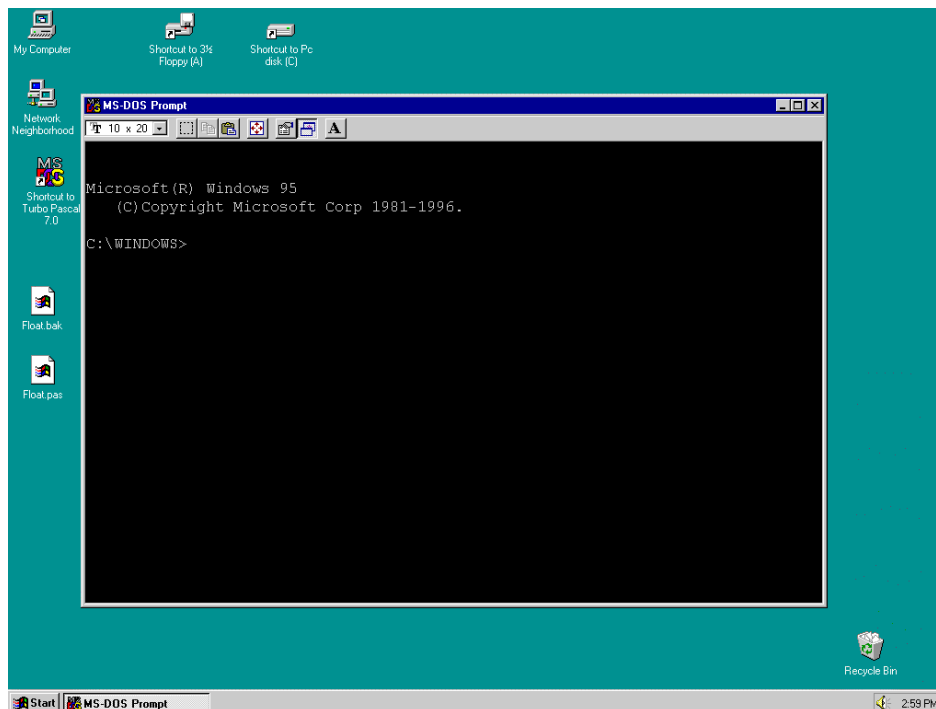 My Computer
Shortcut to 3½
Floppy (A)
Shortcut to Pc
disk (C)
Network
Neighborhood
MS
Shortcut to
Turbo Pascal
7.0
Float.bak
Float.pas
MS-DOS Prompt
10 x 20
A
Microsoft(R) Windows 95
(C)Copyright Microsoft Corp 1981-1996.
C:\WINDOWS>
Recycle Bin
Start
MS-DOS Prompt
2:59 PM